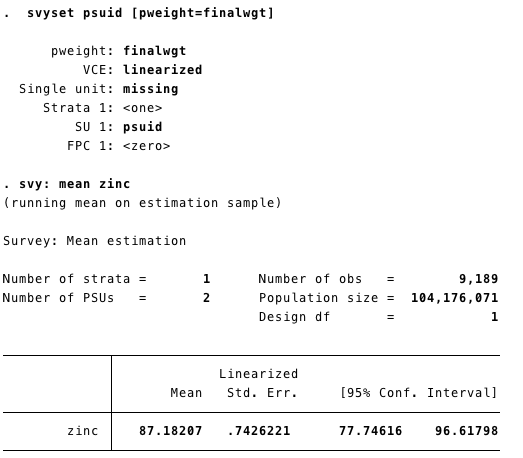 . svyset psuid [pweight=finalwgt]
pweight: finalwgt
VCE: linearized
Single unit: missing
Strata 1: <one>
SU 1: psuid
FPC 1: <zero>
. svy: mean zinc
(running mean on estimation sample)
Survey: Mean estimation
Number of strata = 1 Number of obs = 9,189
Number of PSUs = 2 Population size = 104,176,071
Design df = 1
Linearized
Mean Std. Err. [95% Conf. Interval]
zinc 87.18207 .7426221 77.74616 96.61798